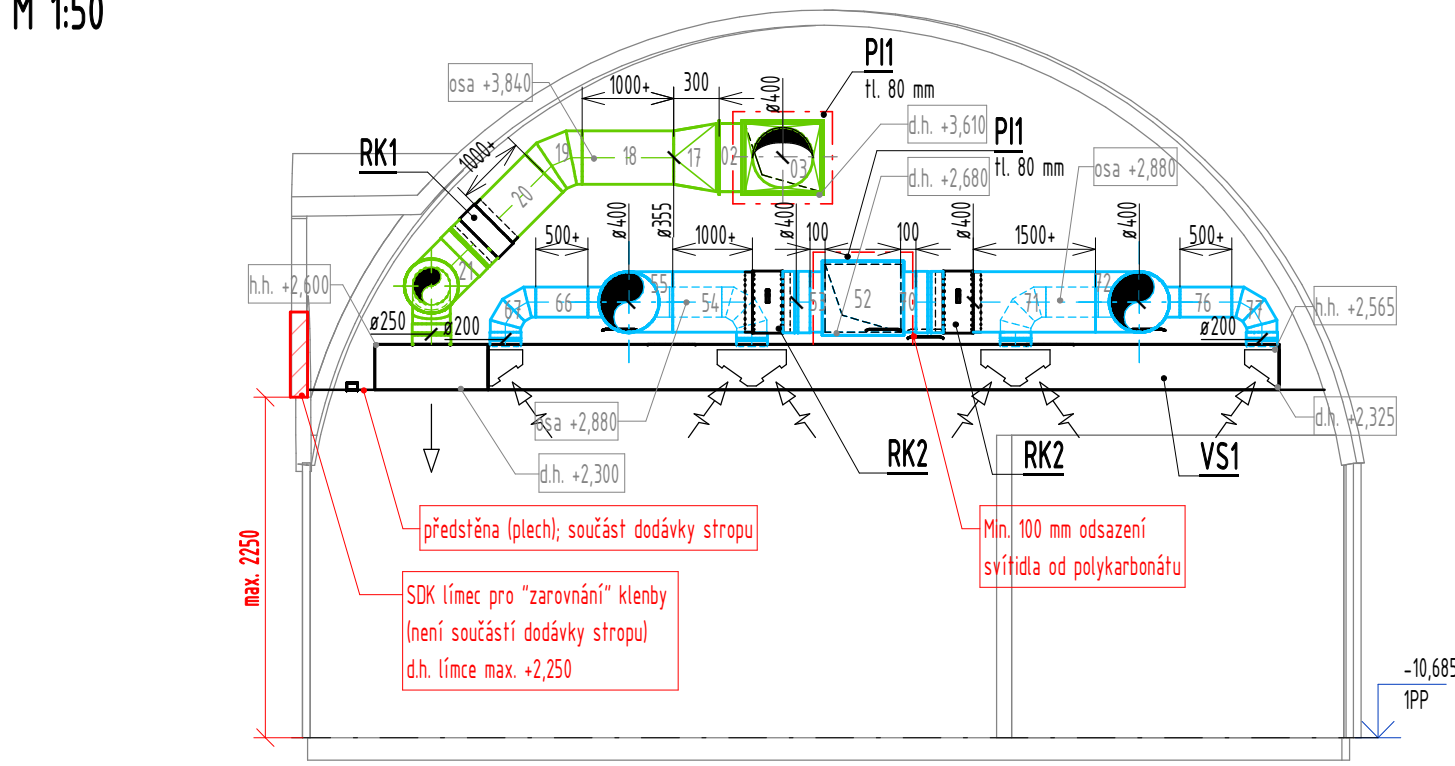 M 1:50
PI1
tl. 80 mm
osa +3,840
1000+
300
ø400
d.h. +3,610
PI1
tl. 80 mm
RK1
1000+
19
18
17
02
03
d.h. +2,680
osa +2,880
20
ø400
ø355
ø400
100
100
ø400
ø400
500+
1000+
1500+
500+
21
h.h. +2,600
67
66
55
54
53
52
70
71
72
76
77
h.h. +2,565
ø250
ø200
ø200
osa +2,880
d.h. +2,325
RK2
RK2
VS1
d.h. +2,300
předstěna (plech); součást dodávky stropu
Min. 100 mm odsazení
svítidla od polykarbonátu
max. 2250
SDK límec pro "zarovnání" klenby
(není součástí dodávky stropu)
d.h. límce max. +2,250
-10,685
1PP